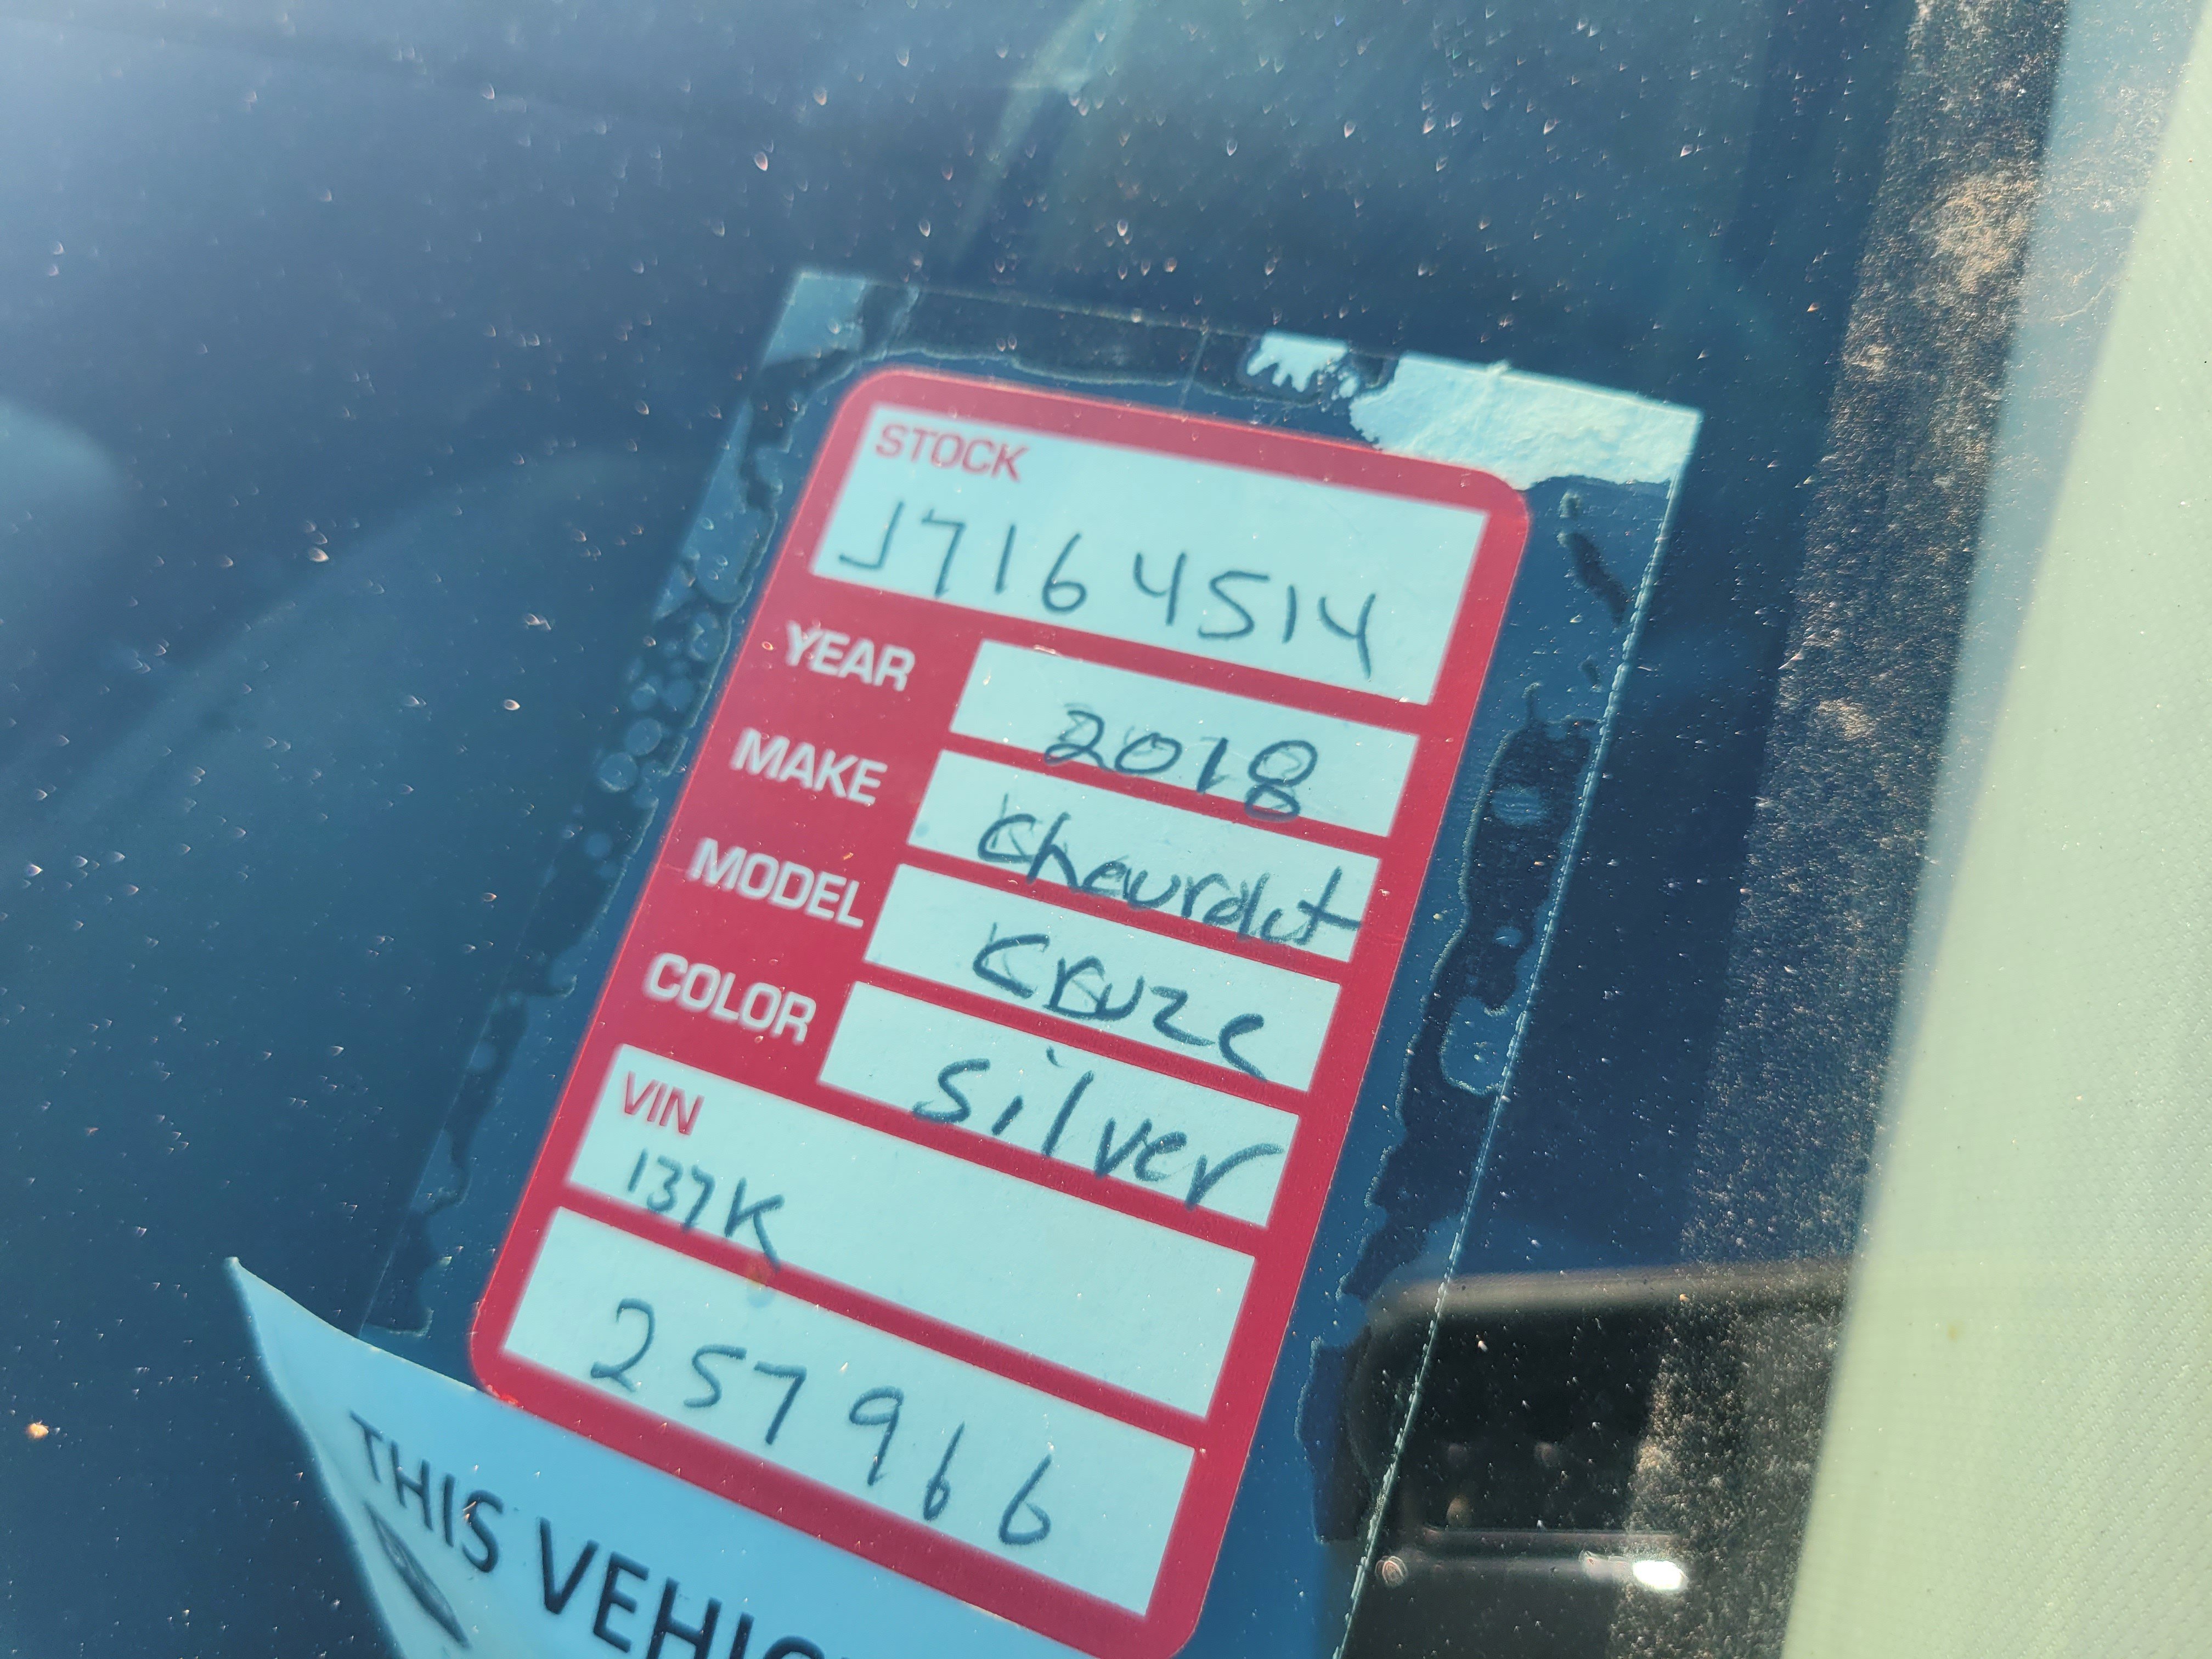 STOCK
J7164514
YEAR 2018
MAKE Chevrolet
MODEL Cruze
COLOR Silver
VIN
137K
257966
THIS VEHIC